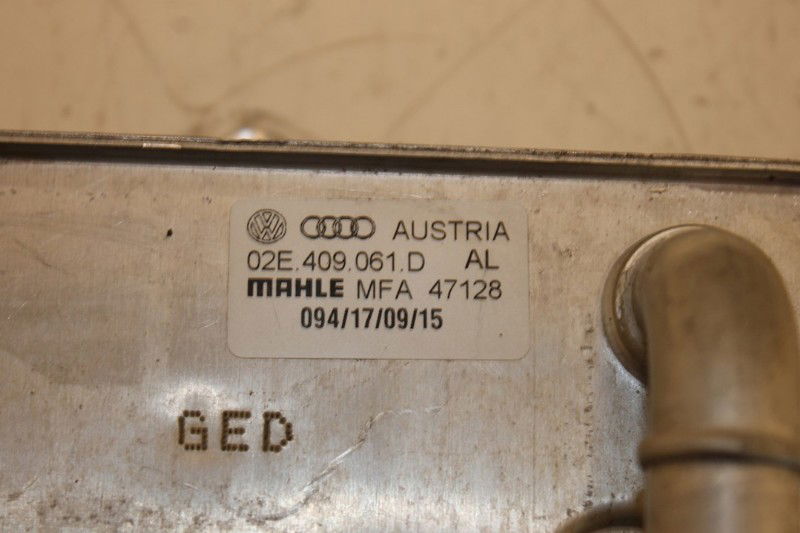 AUSTRIA
02E.409.061.D AL
MAHLE MFA 47128
094/17/09/15
GED